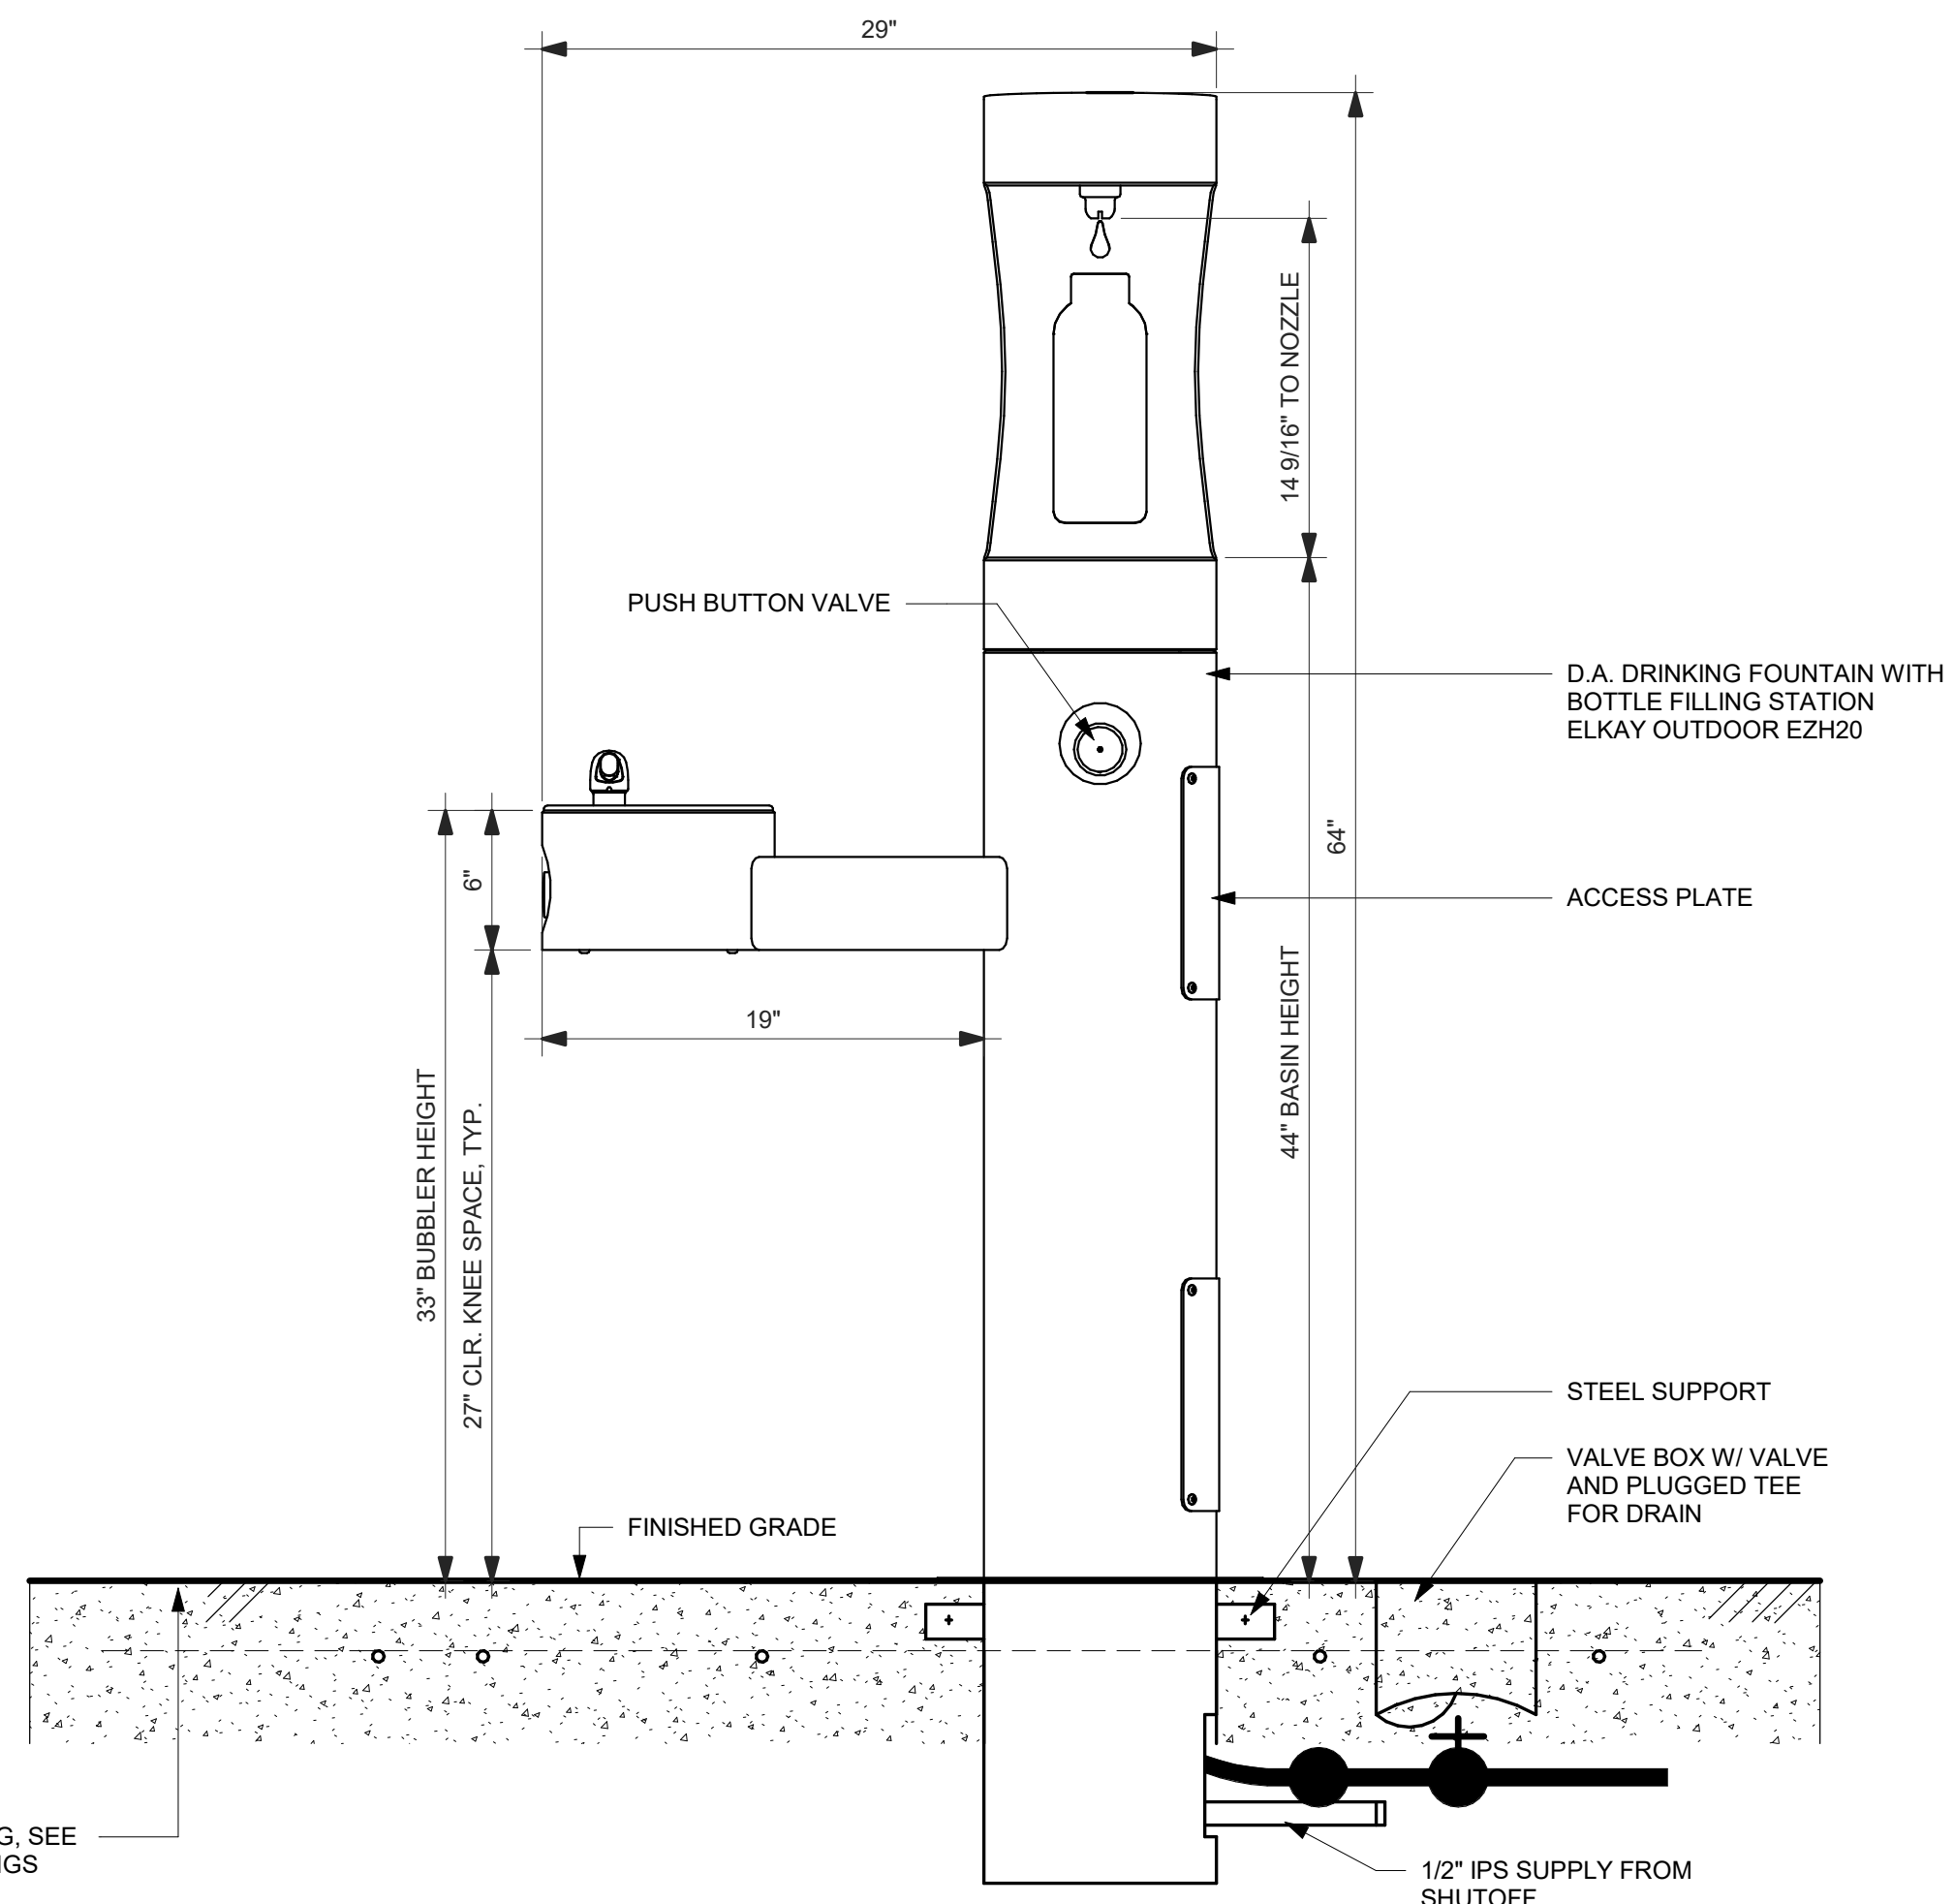 29"
14 9/16" TO NOZZLE
PUSH BUTTON VALVE
D.A. DRINKING FOUNTAIN WITH
BOTTLE FILLING STATION
ELKAY OUTDOOR EZH20
64"
6"
ACCESS PLATE
19"
44" BASIN HEIGHT
33" BUBBLER HEIGHT
27" CLR. KNEE SPACE, TYP.
STEEL SUPPORT
VALVE BOX W/ VALVE
AND PLUGGED TEE
FOR DRAIN
FINISHED GRADE
G, SEE
NGS
1/2" IPS SUPPLY FROM
SHUTOFF